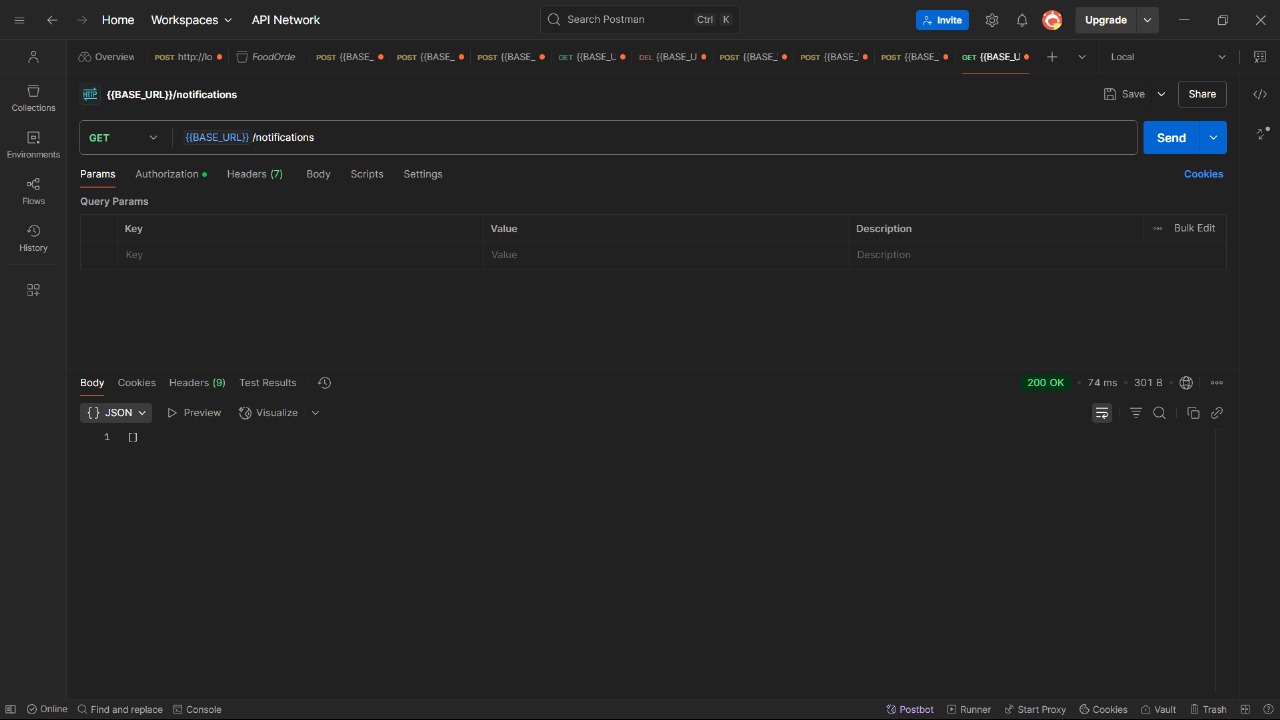 Home Workspaces API Network Search Postman Ctrl K Invite Upgrade
Overview POST http://lo FoodOrde POST {{BASE_ POST {{BASE_ POST {{BASE_ GET {{BASE_U DEL {{BASE_U POST {{BASE_ POST {{BASE_ POST {{BASE_ GET {{BASE_U Local
Collections
Environments
Flows
History
HTTP {{BASE_URL}}/notifications Save Share
GET {{BASE_URL}} /notifications Send
Params Authorization Headers (7) Body Scripts Settings Cookies
Query Params
Key Value Description Bulk Edit
Key Value Description
Body Cookies Headers (9) Test Results 200 OK 74 ms 301 B
{} JSON Preview Visualize
1 []
Online Find and replace Console Postbot Runner Start Proxy Cookies Vault Trash